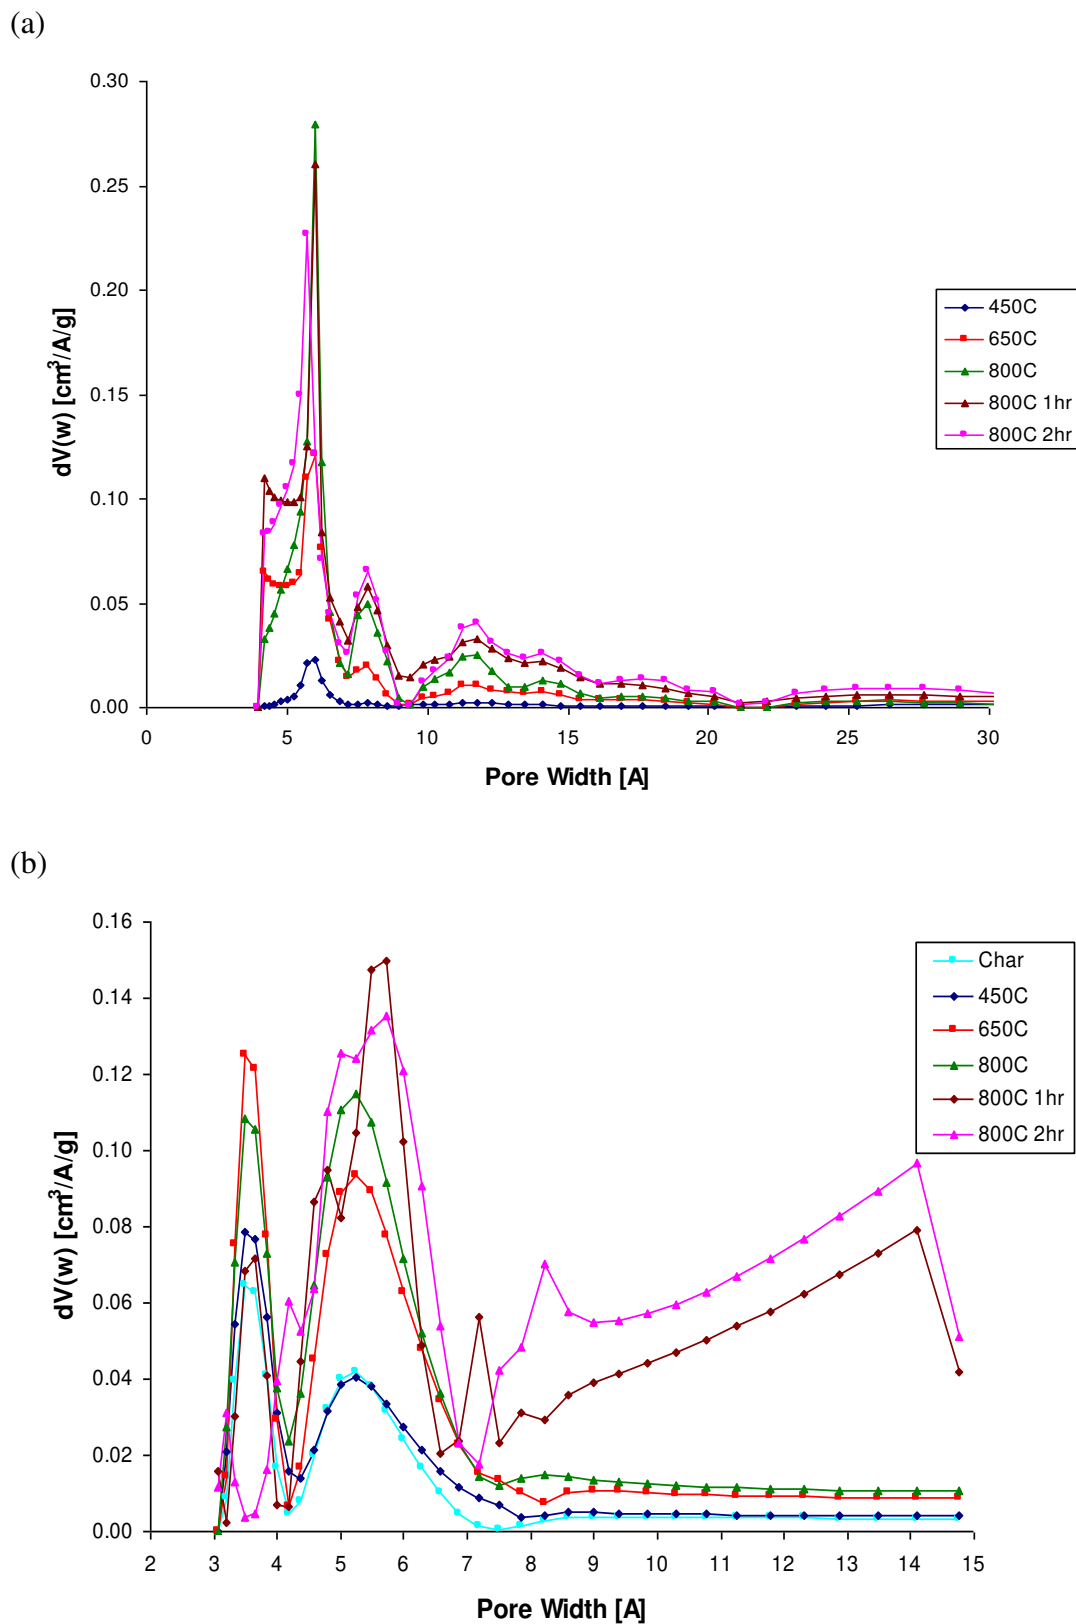 (a)
0.30
0.25
0.20
0.15
0.10
0.05
0.00
dV(w) [cm³/A/g]
0 5 10 15 20 25 30
Pore Width [A]
450C
650C
800C
800C 1hr
800C 2hr
(b)
0.16
0.14
0.12
0.10
0.08
0.06
0.04
0.02
0.00
dV(w) [cm³/A/g]
2 3 4 5 6 7 8 9 10 11 12 13 14 15
Pore Width [A]
Char
450C
650C
800C
800C 1hr
800C 2hr